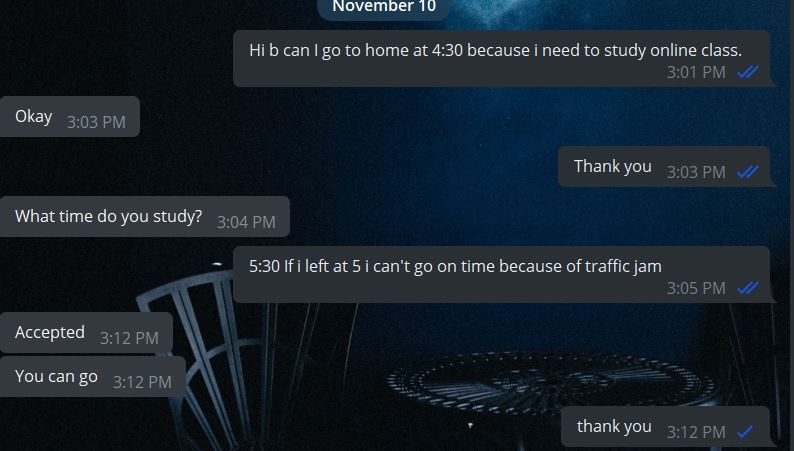 November 10
Hi b can I go to home at 4:30 because i need to study online class.
3:01 PM
Okay 3:03 PM
Thank you 3:03 PM
What time do you study? 3:04 PM
5:30 If i left at 5 i can't go on time because of traffic jam
3:05 PM
Accepted 3:12 PM
You can go 3:12 PM
thank you 3:12 PM